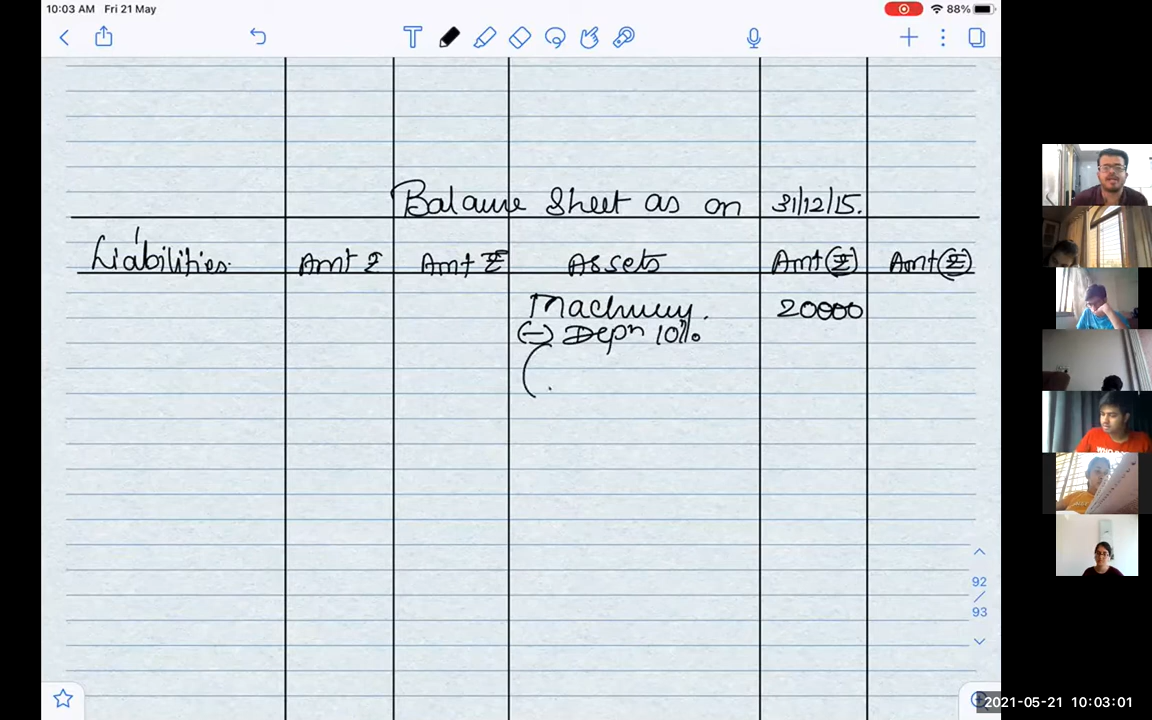 10:03 AM Fri 21 May
88%
Balance Sheet as on 31/12/15.
Liabilities. Amt ₹ Amt ₹ Assets Amt (₹) Amt (₹)
Machinery. 20000
(-) Depn 10%
(
92
/
93
2021-05-21 10:03:01